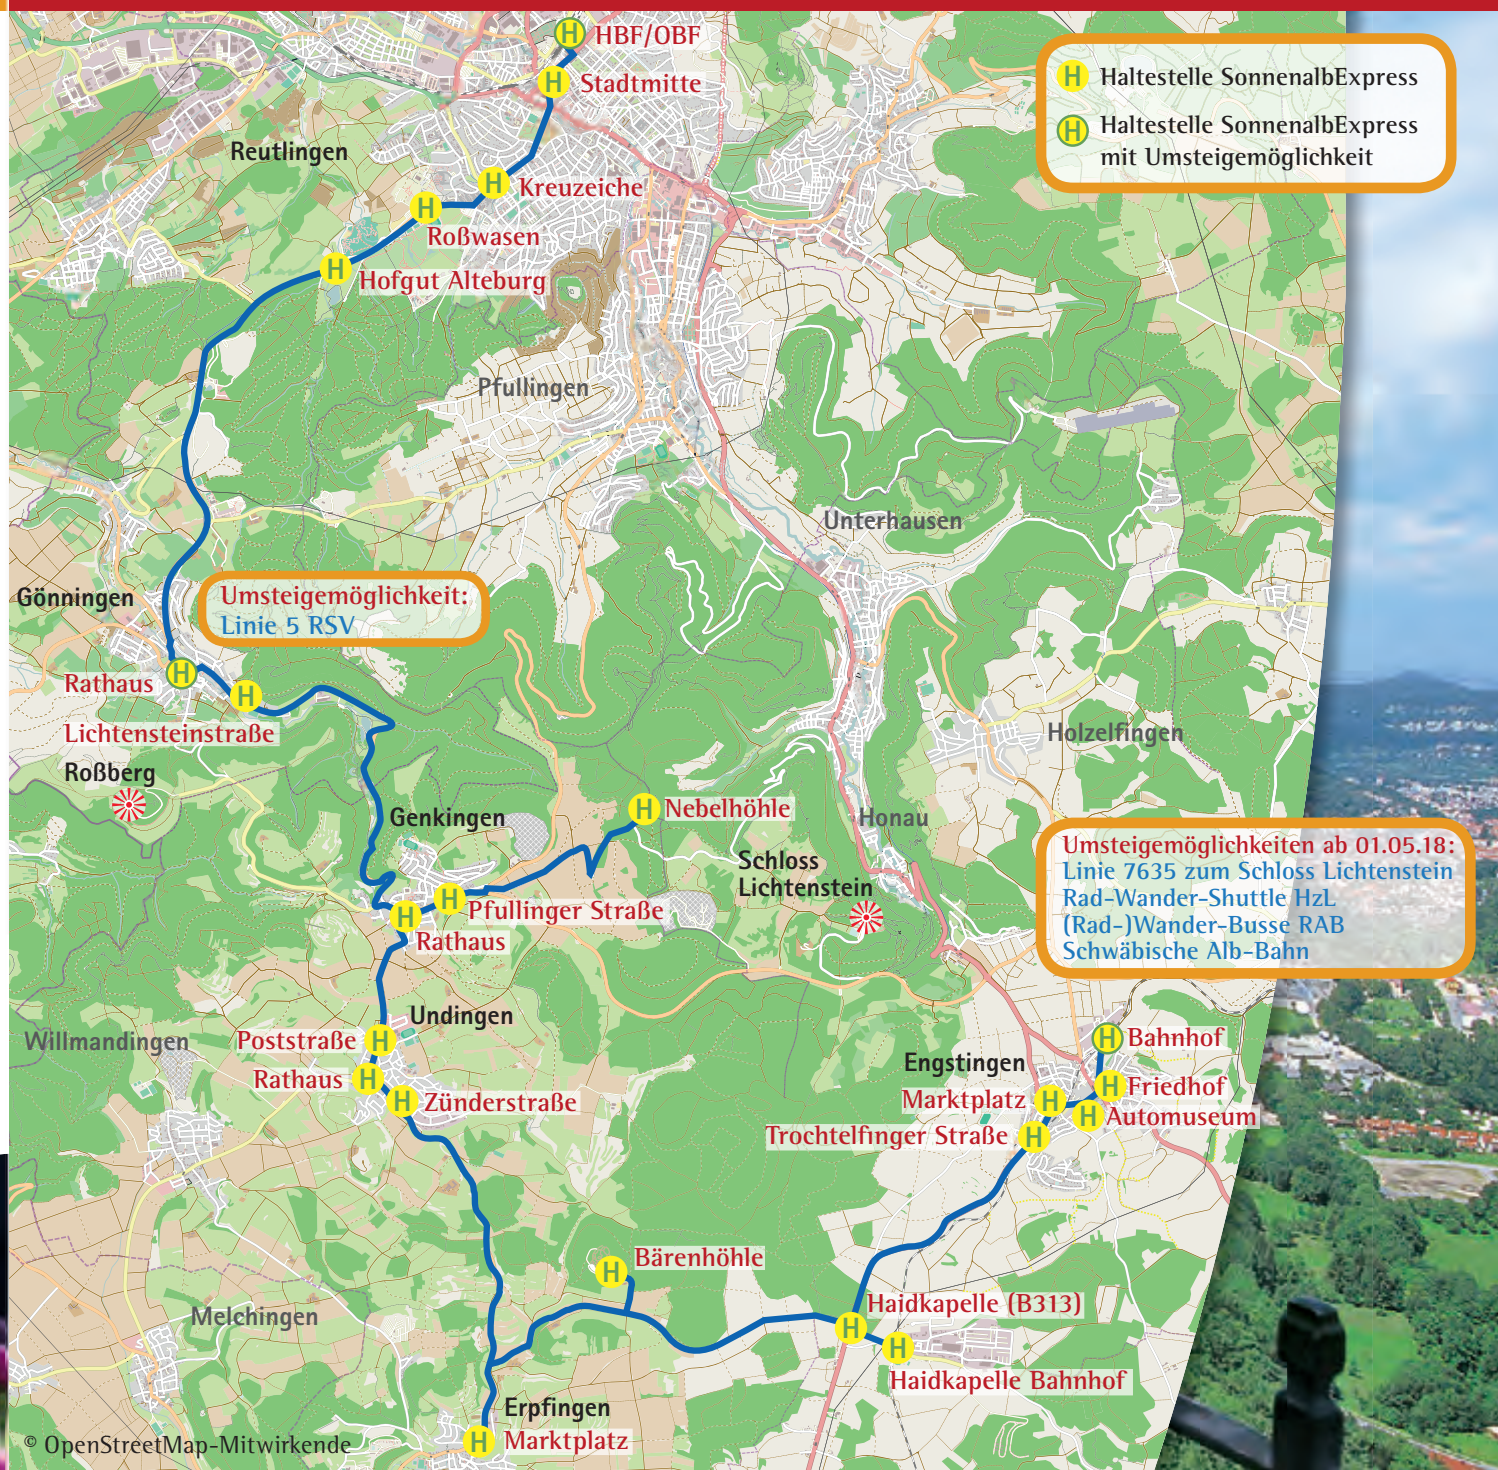 HBF/OBF
Stadtmitte
H Haltestelle SonnenalbExpress
H Haltestelle SonnenalbExpress
mit Umsteigemöglichkeit
Reutlingen
Kreuzeiche
Roßwasen
Hofgut Alteburg
Pfullingen
Unterhausen
Gönningen
Umsteigemöglichkeit:
Linie 5 RSV
Rathaus
Lichtensteinstraße
Roßberg
Holzelfingen
Genkingen
Nebelhöhle
Honau
Schloss
Lichtenstein
Umsteigemöglichkeiten ab 01.05.18:
Linie 7635 zum Schloss Lichtenstein
Rad-Wander-Shuttle HzL
(Rad-)Wander-Busse RAB
Schwäbische Alb-Bahn
Pfullinger Straße
Rathaus
Undingen
Willmandingen
Poststraße
Rathaus
Zünderstraße
Engstingen
Bahnhof
Friedhof
Marktplatz
Automuseum
Trochtelfinger Straße
Bärenhöhle
Haidkapelle (B313)
Melchingen
Haidkapelle Bahnhof
Erpfingen
Marktplatz
© OpenStreetMap-Mitwirkende